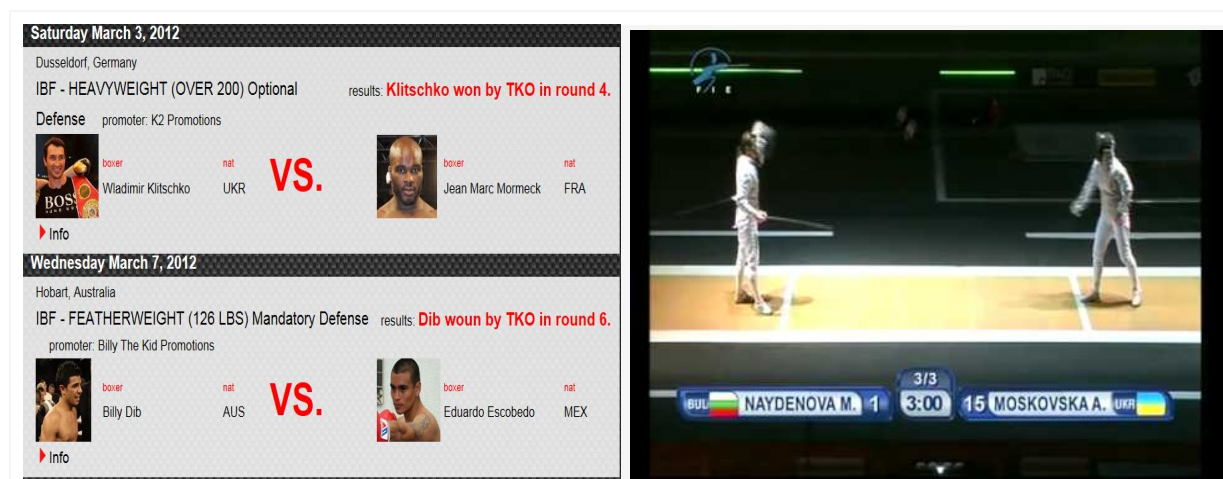 Saturday March 3, 2012
Dusseldorf, Germany
IBF - HEAVYWEIGHT (OVER 200) Optional results: Klitschko won by TKO in round 4.
Defense promoter: K2 Promotions
boxer nat VS. boxer nat
Wladimir Klitschko UKR Jean Marc Mormeck FRA
BOSS
Info
Wednesday March 7, 2012
Hobart, Australia
IBF - FEATHERWEIGHT (126 LBS) Mandatory Defense results: Dib woun by TKO in round 6.
promoter: Billy The Kid Promotions
boxer nat VS. boxer nat
Billy Dib AUS Eduardo Escobedo MEX
Info
FIE
3/3
BUL NAYDENOVA M. 1 3:00 15 MOSKOVSKA A. UKR